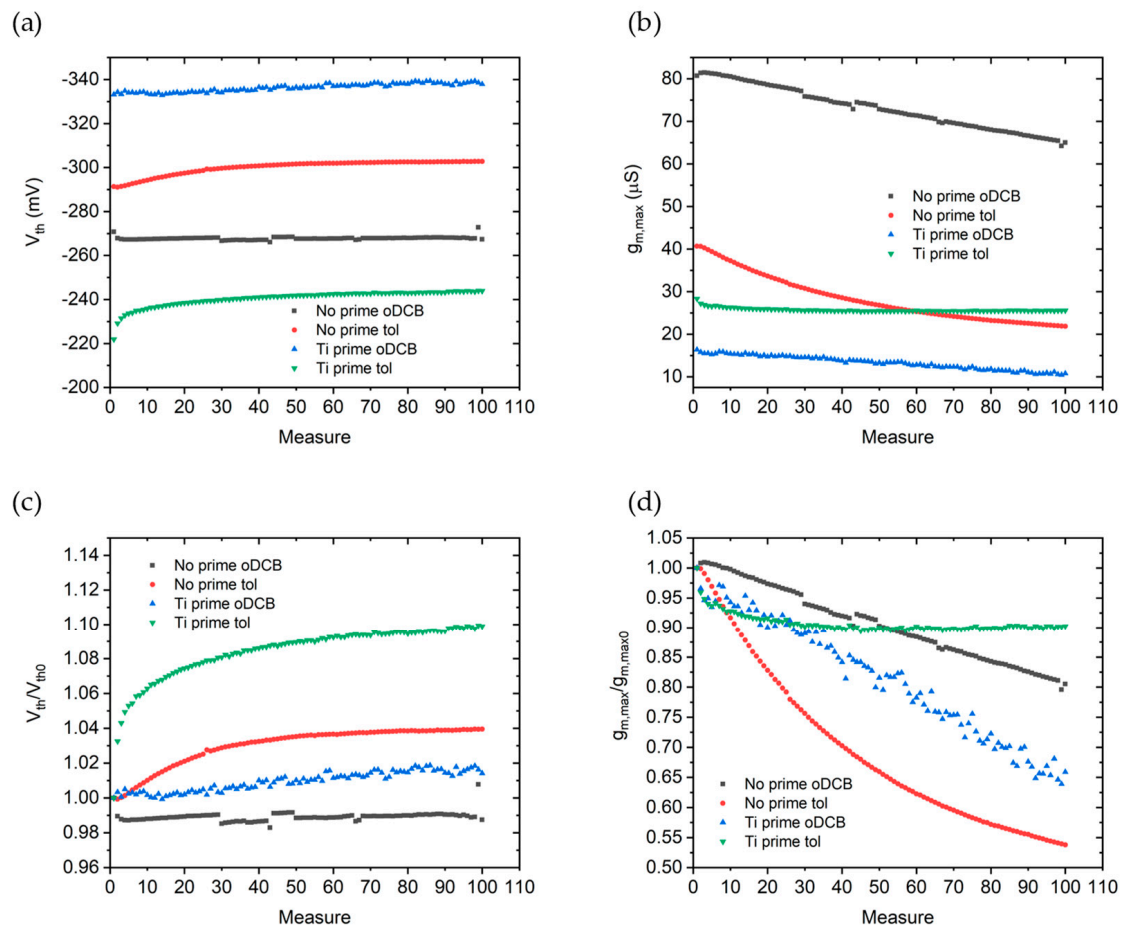 (a)
-340
-320
-300
-280
-260
-240
-220
-200
V_th (mV)
No prime oDCB
No prime tol
Ti prime oDCB
Ti prime tol
0 10 20 30 40 50 60 70 80 90 100 110
Measure
(b)
80
70
60
50
40
30
20
10
g_m,max (μS)
No prime oDCB
No prime tol
Ti prime oDCB
Ti prime tol
0 10 20 30 40 50 60 70 80 90 100 110
Measure
(c)
1.14
1.12
1.10
1.08
1.06
1.04
1.02
1.00
0.98
0.96
V_th/V_th0
No prime oDCB
No prime tol
Ti prime oDCB
Ti prime tol
0 10 20 30 40 50 60 70 80 90 100 110
Measure
(d)
1.05
1.00
0.95
0.90
0.85
0.80
0.75
0.70
0.65
0.60
0.55
0.50
g_m,max/g_m,max0
No prime oDCB
No prime tol
Ti prime oDCB
Ti prime tol
0 10 20 30 40 50 60 70 80 90 100 110
Measure